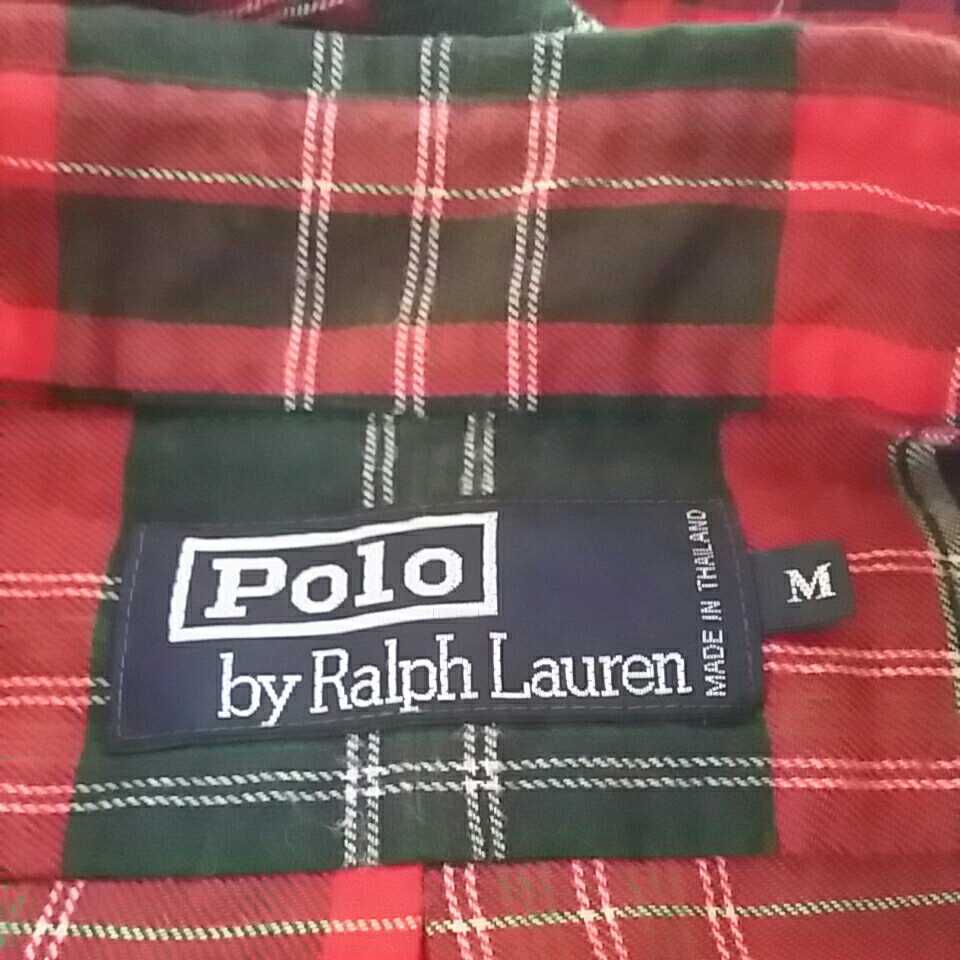 Polo
by Ralph Lauren
MADE IN THAILAND
M